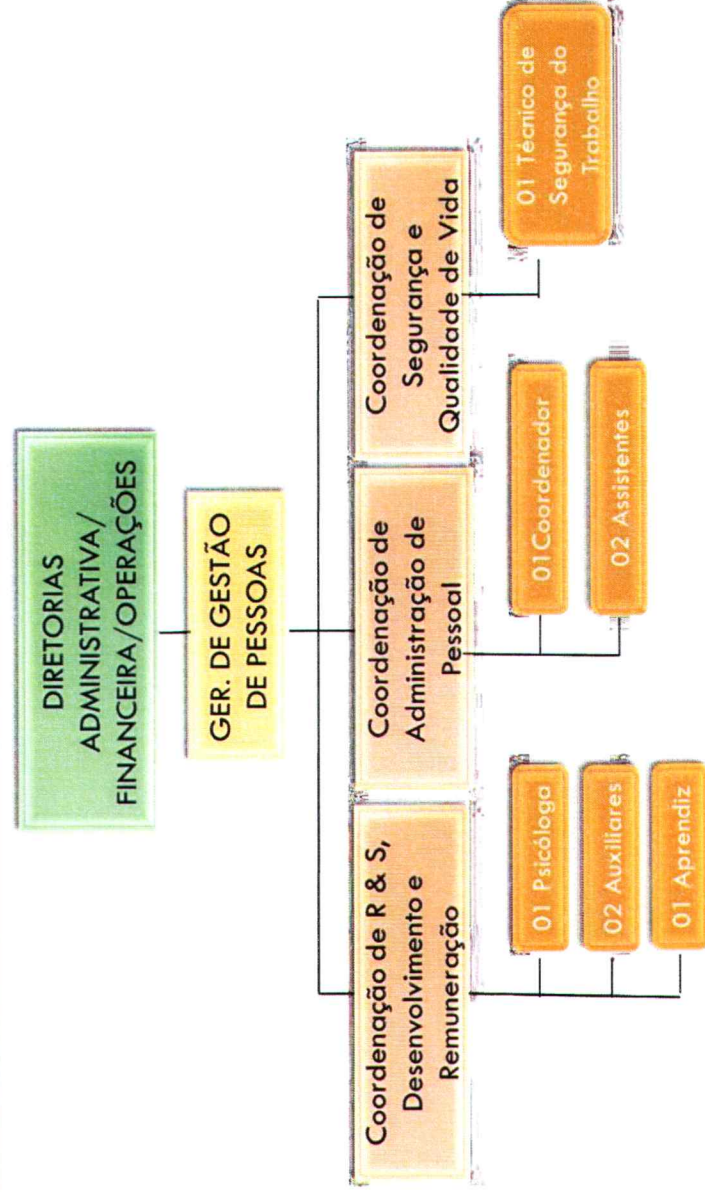 DIRETORIAS
ADMINISTRATIVA/
FINANCEIRA/OPERAÇÕES
GER. DE GESTÃO
DE PESSOAS
Coordenação de R & S,
Desenvolvimento e
Remuneração
Coordenação de
Administração de
Pessoal
Coordenação de
Segurança e
Qualidade de Vida
01 Psicóloga
02 Auxiliares
01 Aprendiz
01Coordenador
02 Assistentes
01 Técnico de
Segurança do
Trabalho